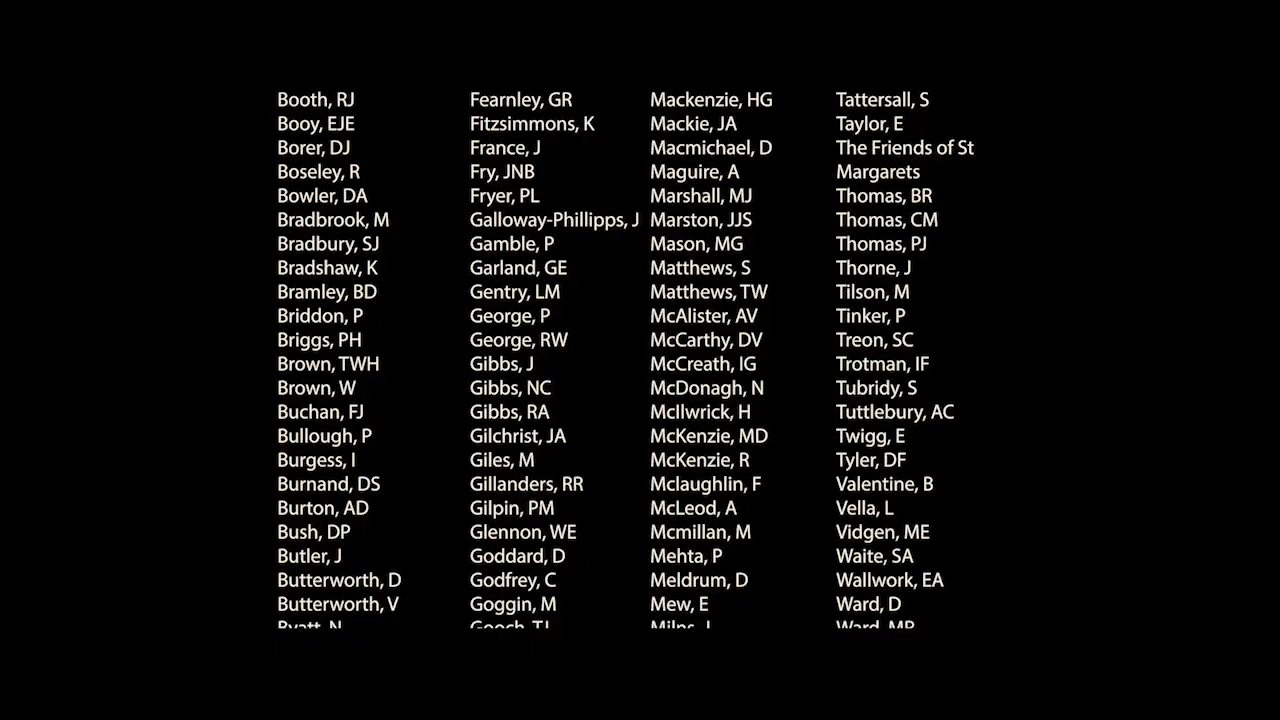 Booth, RJ
Booy, EJE
Borer, DJ
Boseley, R
Bowler, DA
Bradbrook, M
Bradbury, SJ
Bradshaw, K
Bramley, BD
Briddon, P
Briggs, PH
Brown, TWH
Brown, W
Buchan, FJ
Bullough, P
Burgess, I
Burnand, DS
Burton, AD
Bush, DP
Butler, J
Butterworth, D
Butterworth, V
Byatt, N
Fearnley, GR
Fitzsimmons, K
France, J
Fry, JNB
Fryer, PL
Galloway-Phillipps, J
Gamble, P
Garland, GE
Gentry, LM
George, P
George, RW
Gibbs, J
Gibbs, NC
Gibbs, RA
Gilchrist, JA
Giles, M
Gillanders, RR
Gilpin, PM
Glennon, WE
Goddard, D
Godfrey, C
Goggin, M
Gooch, TJ
Mackenzie, HG
Mackie, JA
Macmichael, D
Maguire, A
Marshall, MJ
Marston, JJS
Mason, MG
Matthews, S
Matthews, TW
McAlister, AV
McCarthy, DV
McCreath, IG
McDonagh, N
McIlwrick, H
McKenzie, MD
McKenzie, R
Mclaughlin, F
McLeod, A
Mcmillan, M
Mehta, P
Meldrum, D
Mew, E
Milns, J
Tattersall, S
Taylor, E
The Friends of St
Margarets
Thomas, BR
Thomas, CM
Thomas, PJ
Thorne, J
Tilson, M
Tinker, P
Treon, SC
Trotman, IF
Tubridy, S
Tuttlebury, AC
Twigg, E
Tyler, DF
Valentine, B
Vella, L
Vidgen, ME
Waite, SA
Wallwork, EA
Ward, D
Ward